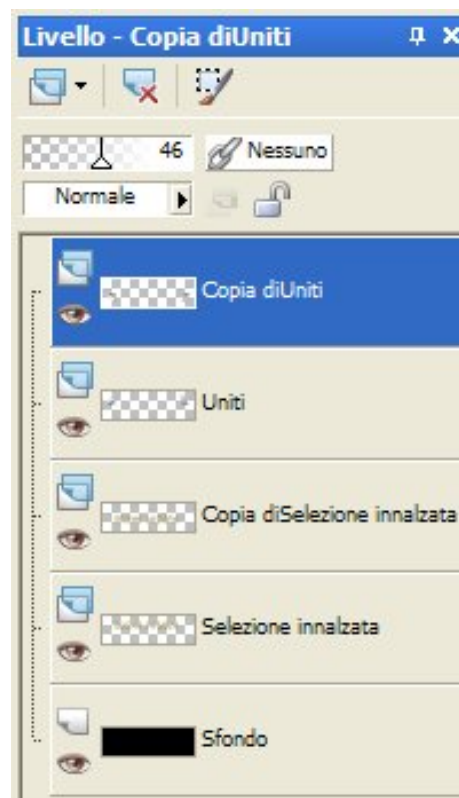 Livello - Copia diUniti
46 Nessuno
Normale
Copia diUniti
Uniti
Copia diSelezione innalzata
Selezione innalzata
Sfondo